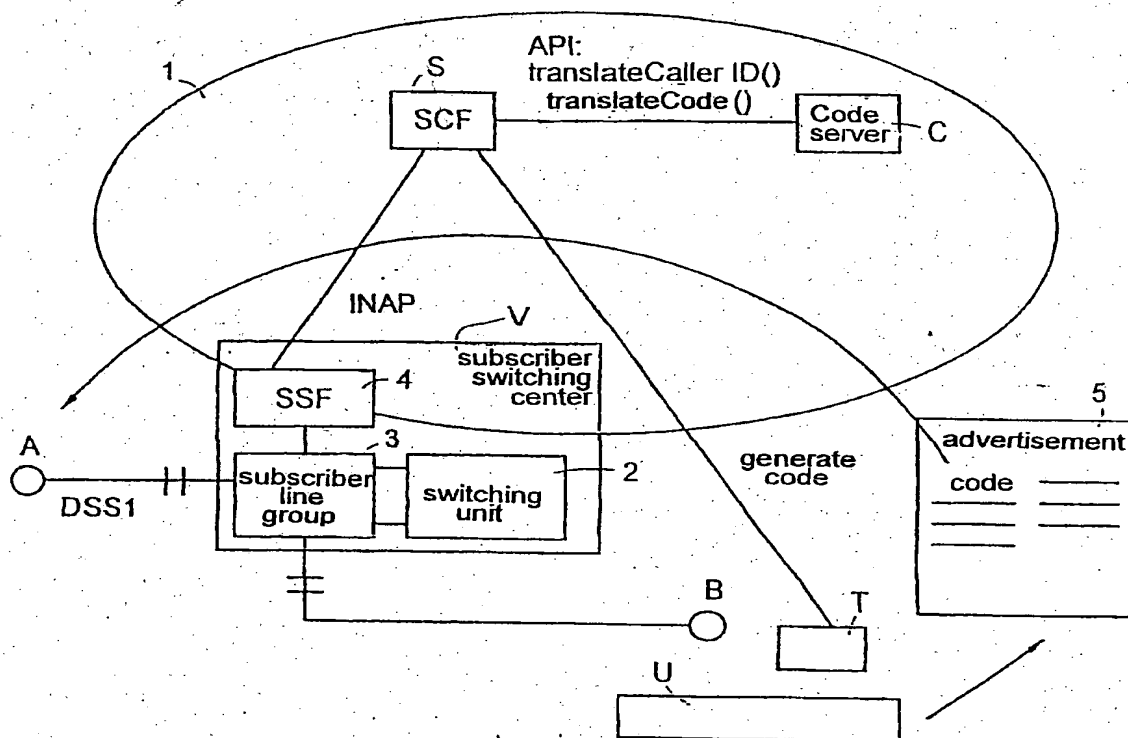 API:
translateCaller ID()
translateCode ()
1
S
SCF
Code
server
C
INAP
V
subscriber
switching
center
SSF
4
5
advertisement
code
A
DSS1
3
subscriber
line
group
switching
unit
2
generate
code
B
T
U